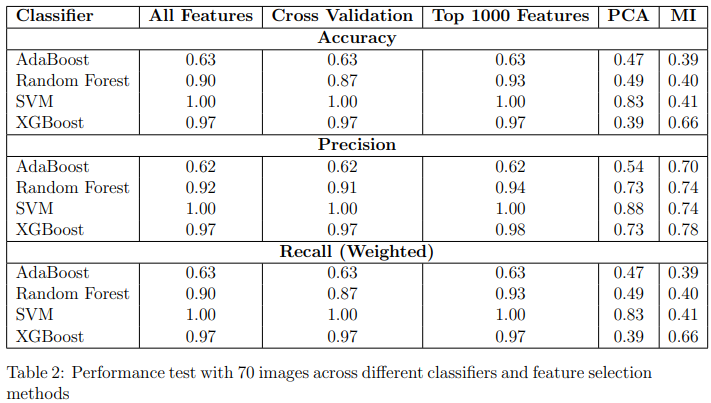 Classifier All Features Cross Validation Top 1000 Features PCA MI
Accuracy
AdaBoost 0.63 0.63 0.63 0.47 0.39
Random Forest 0.90 0.87 0.93 0.49 0.40
SVM 1.00 1.00 1.00 0.83 0.41
XGBoost 0.97 0.97 0.97 0.39 0.66
Precision
AdaBoost 0.62 0.62 0.62 0.54 0.70
Random Forest 0.92 0.91 0.94 0.73 0.74
SVM 1.00 1.00 1.00 0.88 0.74
XGBoost 0.97 0.97 0.98 0.73 0.78
Recall (Weighted)
AdaBoost 0.63 0.63 0.63 0.47 0.39
Random Forest 0.90 0.87 0.93 0.49 0.40
SVM 1.00 1.00 1.00 0.83 0.41
XGBoost 0.97 0.97 0.97 0.39 0.66
Table 2: Performance test with 70 images across different classifiers and feature selection
methods